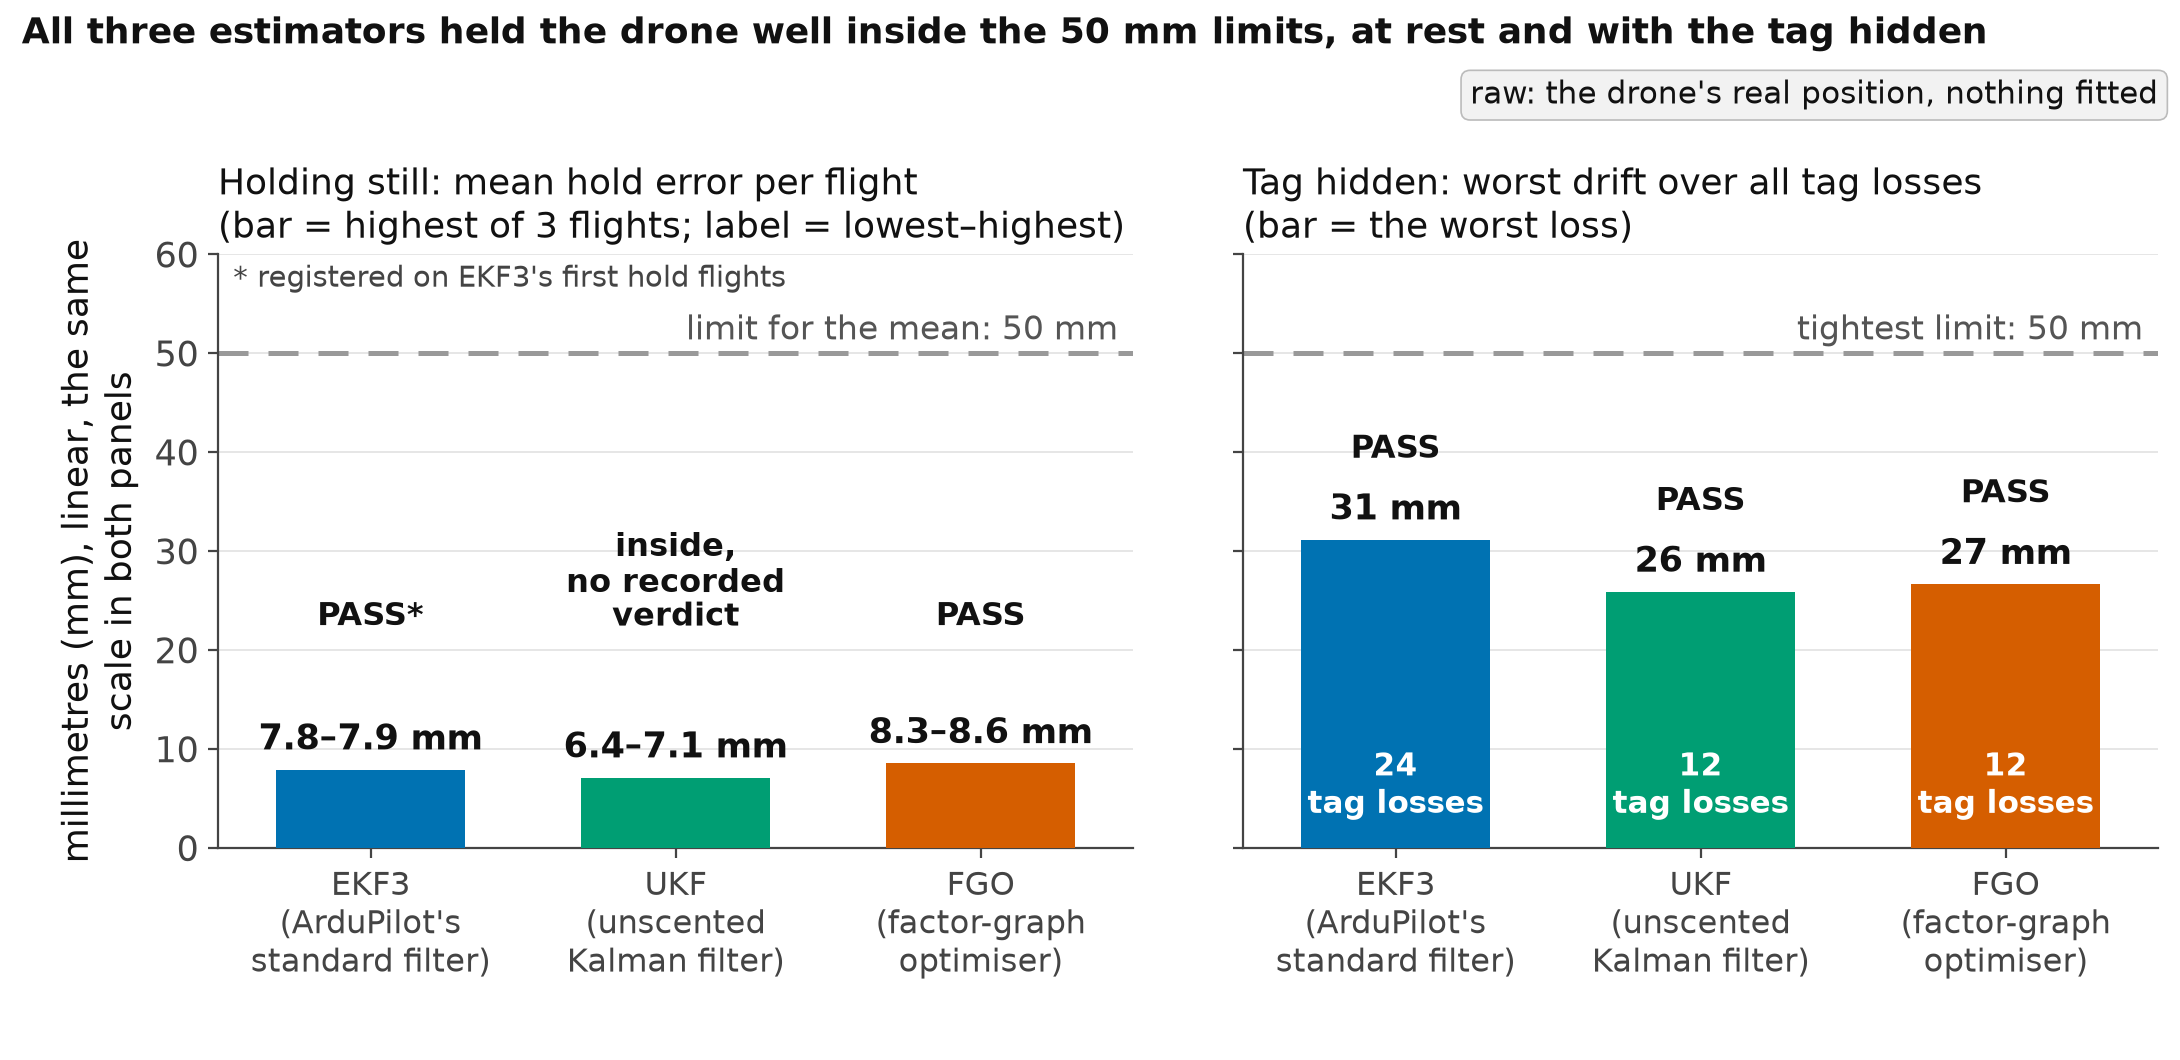 All three estimators held the drone well inside the 50 mm limits, at rest and with the tag hidden
raw: the drone's real position, nothing fitted
Holding still: mean hold error per flight
(bar = highest of 3 flights; label = lowest–highest)
millimetres (mm), linear, the same
scale in both panels
60
50
40
30
20
10
0
* registered on EKF3's first hold flights
limit for the mean: 50 mm
PASS*
7.8–7.9 mm
inside,
no recorded
verdict
6.4–7.1 mm
PASS
8.3–8.6 mm
EKF3
(ArduPilot's
standard filter)
UKF
(unscented
Kalman filter)
FGO
(factor-graph
optimiser)
Tag hidden: worst drift over all tag losses
(bar = the worst loss)
tightest limit: 50 mm
PASS
31 mm
24
tag losses
PASS
26 mm
12
tag losses
PASS
27 mm
12
tag losses
EKF3
(ArduPilot's
standard filter)
UKF
(unscented
Kalman filter)
FGO
(factor-graph
optimiser)